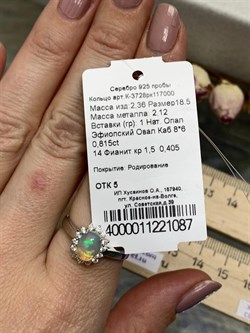 Серебро 925 пробы
Кольцо арт.К-3728рк117000
Масса изд 2.36 Размер18.5
Масса металла: 2.12
Вставки (гр): 1 Нат. Опал
Эфиопский Овал Каб 8*6
0,815ct
14 Фианит кр 1,5 0,405
Покрытие Родирование
ОТК 5
ИП Хусаинов О.А., 157940,
пгт. Красное-на-Волге,
ул. Советская,д.39
4000011221087